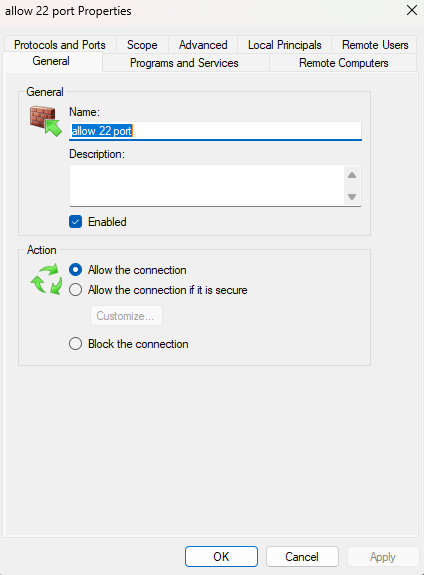 allow 22 port Properties
Protocols and Ports Scope Advanced Local Principals Remote Users
General Programs and Services Remote Computers
General
Name:
allow 22 port
Description:
Enabled
Action
Allow the connection
Allow the connection if it is secure
Customize...
Block the connection
OK Cancel Apply